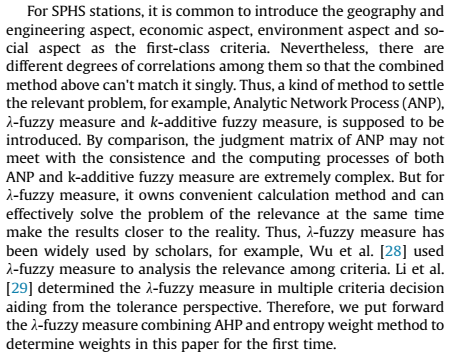 For SPHS stations, it is common to introduce the geography and
engineering aspect, economic aspect, environment aspect and so-
cial aspect as the first-class criteria. Nevertheless, there are
different degrees of correlations among them so that the combined
method above can't match it singly. Thus, a kind of method to settle
the relevant problem, for example, Analytic Network Process (ANP),
λ-fuzzy measure and k-additive fuzzy measure, is supposed to be
introduced. By comparison, the judgment matrix of ANP may not
meet with the consistence and the computing processes of both
ANP and k-additive fuzzy measure are extremely complex. But for
λ-fuzzy measure, it owns convenient calculation method and can
effectively solve the problem of the relevance at the same time
make the results closer to the reality. Thus, λ-fuzzy measure has
been widely used by scholars, for example, Wu et al. [28] used
λ-fuzzy measure to analysis the relevance among criteria. Li et al.
[29] determined the λ-fuzzy measure in multiple criteria decision
aiding from the tolerance perspective. Therefore, we put forward
the λ-fuzzy measure combining AHP and entropy weight method to
determine weights in this paper for the first time.